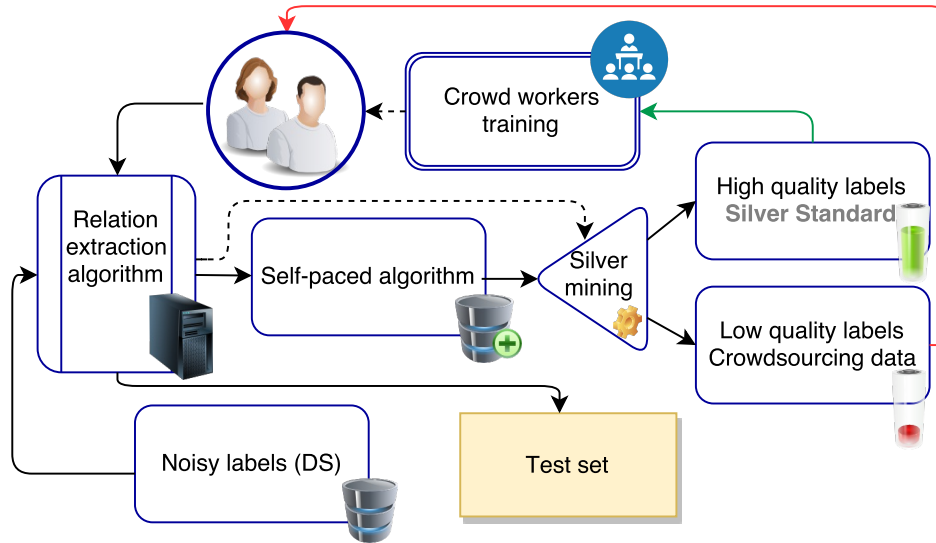 Crowd workers
training
High quality labels
Silver Standard
Relation
extraction
algorithm
Self-paced algorithm
Silver
mining
Low quality labels
Crowdsourcing data
Noisy labels (DS)
Test set